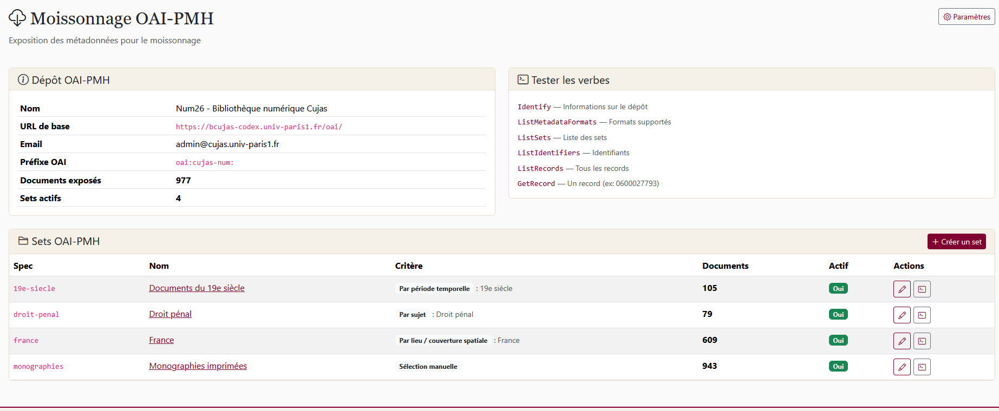 Moissonnage OAI-PMH
Paramètres
Exposition des métadonnées pour le moissonnage
Dépôt OAI-PMH
Nom Num26 - Bibliothèque numérique Cujas
URL de base https://bcujas-codex.univ-paris1.fr/oai/
Email admin@cujas.univ-paris1.fr
Préfixe OAI oai:cujas-num:
Documents exposés 977
Sets actifs 4
Tester les verbes
Identify — Informations sur le dépôt
ListMetadataFormats — Formats supportés
ListSets — Liste des sets
ListIdentifiers — Identifiants
ListRecords — Tous les records
GetRecord — Un record (ex: 0600027793)
Sets OAI-PMH
+ Créer un set
Spec Nom Critère Documents Actif Actions
19e-siecle Documents du 19e siècle Par période temporelle : 19e siècle 105 Oui
droit-penal Droit pénal Par sujet : Droit pénal 79 Oui
france France Par lieu / couverture spatiale : France 609 Oui
monographies Monographies imprimées Sélection manuelle 943 Oui